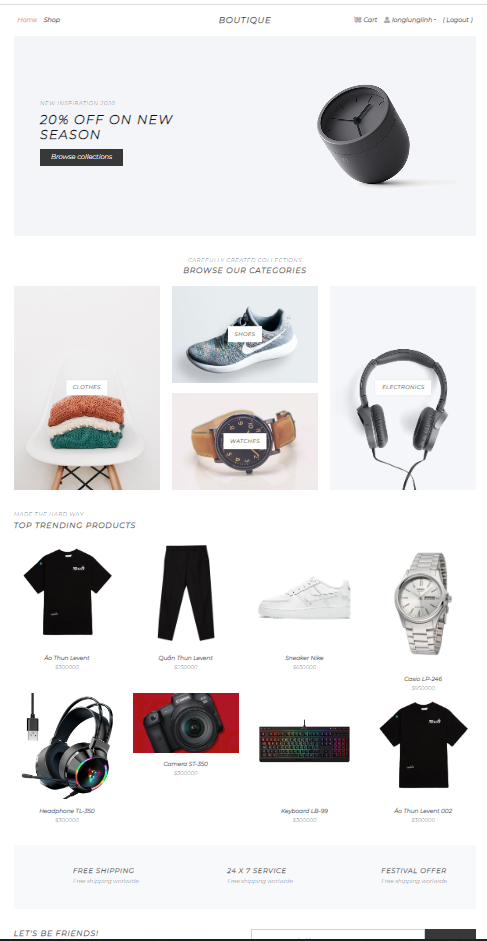 Home Shop BOUTIQUE Cart longlunglinh ( Logout )
NEW INSPIRATION 2020
20% OFF ON NEW
SEASON
Browse collections
CAREFULLY CREATED COLLECTIONS
BROWSE OUR CATEGORIES
SHOES
CLOTHES
ELECTRONICS
WATCHES
MADE THE HARD WAY
TOP TRENDING PRODUCTS
Áo Thun Levent
$300000
Quần Thun Levent
$250000
Sneaker Nike
$650000
Casio LP-246
$950000
Canon
Headphone TL-350
$300000
Camera ST-350
$300000
Keyboard LB-99
$300000
Áo Thun Levent 002
$300000
FREE SHIPPING 24 X 7 SERVICE FESTIVAL OFFER
Free shipping worlwide Free shipping worlwide Free shipping worlwide
LET'S BE FRIENDS!